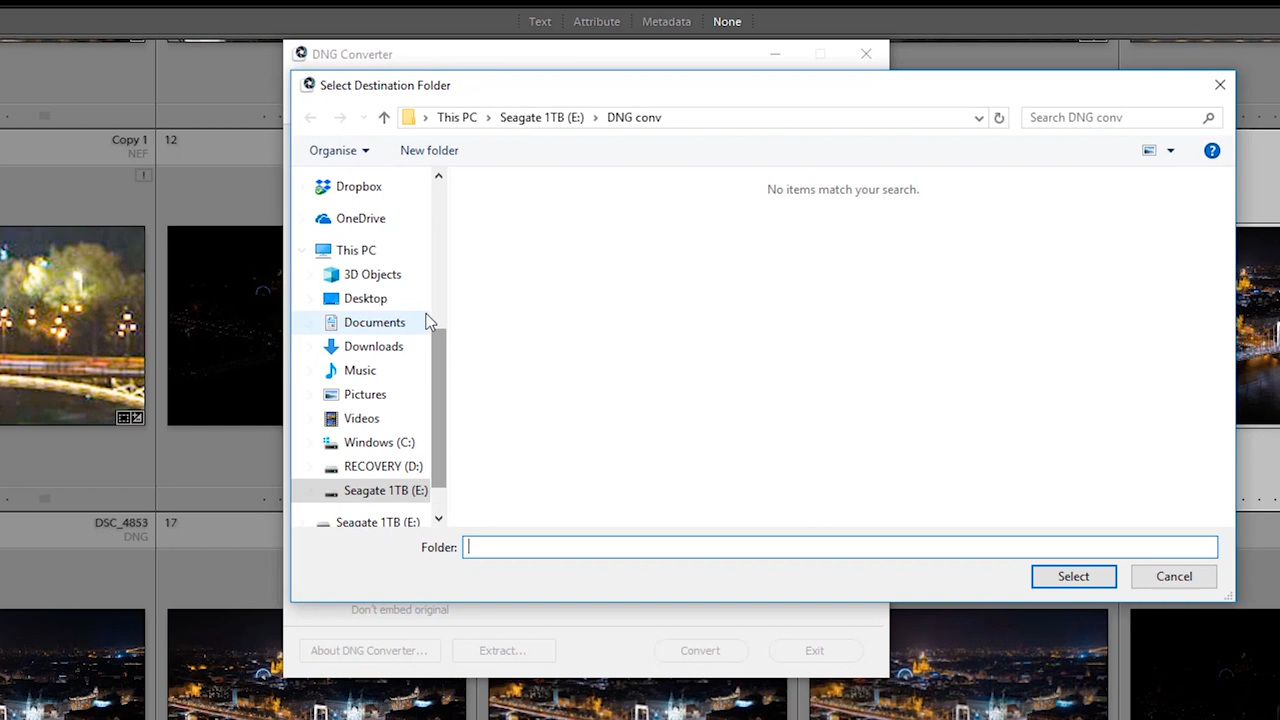 Text Attribute Metadata None
DNG Converter
Select Destination Folder
This PC Seagate 1TB (E:) DNG conv
Search DNG conv
Organise New folder
Copy 1 12
NEF
Dropbox
No items match your search.
OneDrive
This PC
3D Objects
Desktop
Documents
Downloads
Music
Pictures
Videos
Windows (C:)
RECOVERY (D:)
Seagate 1TB (E:)
Seagate 1TB (E:)
DSC_4853 17
DNG
Folder:
Select Cancel
Don't embed original
About DNG Converter... Extract... Convert Exit